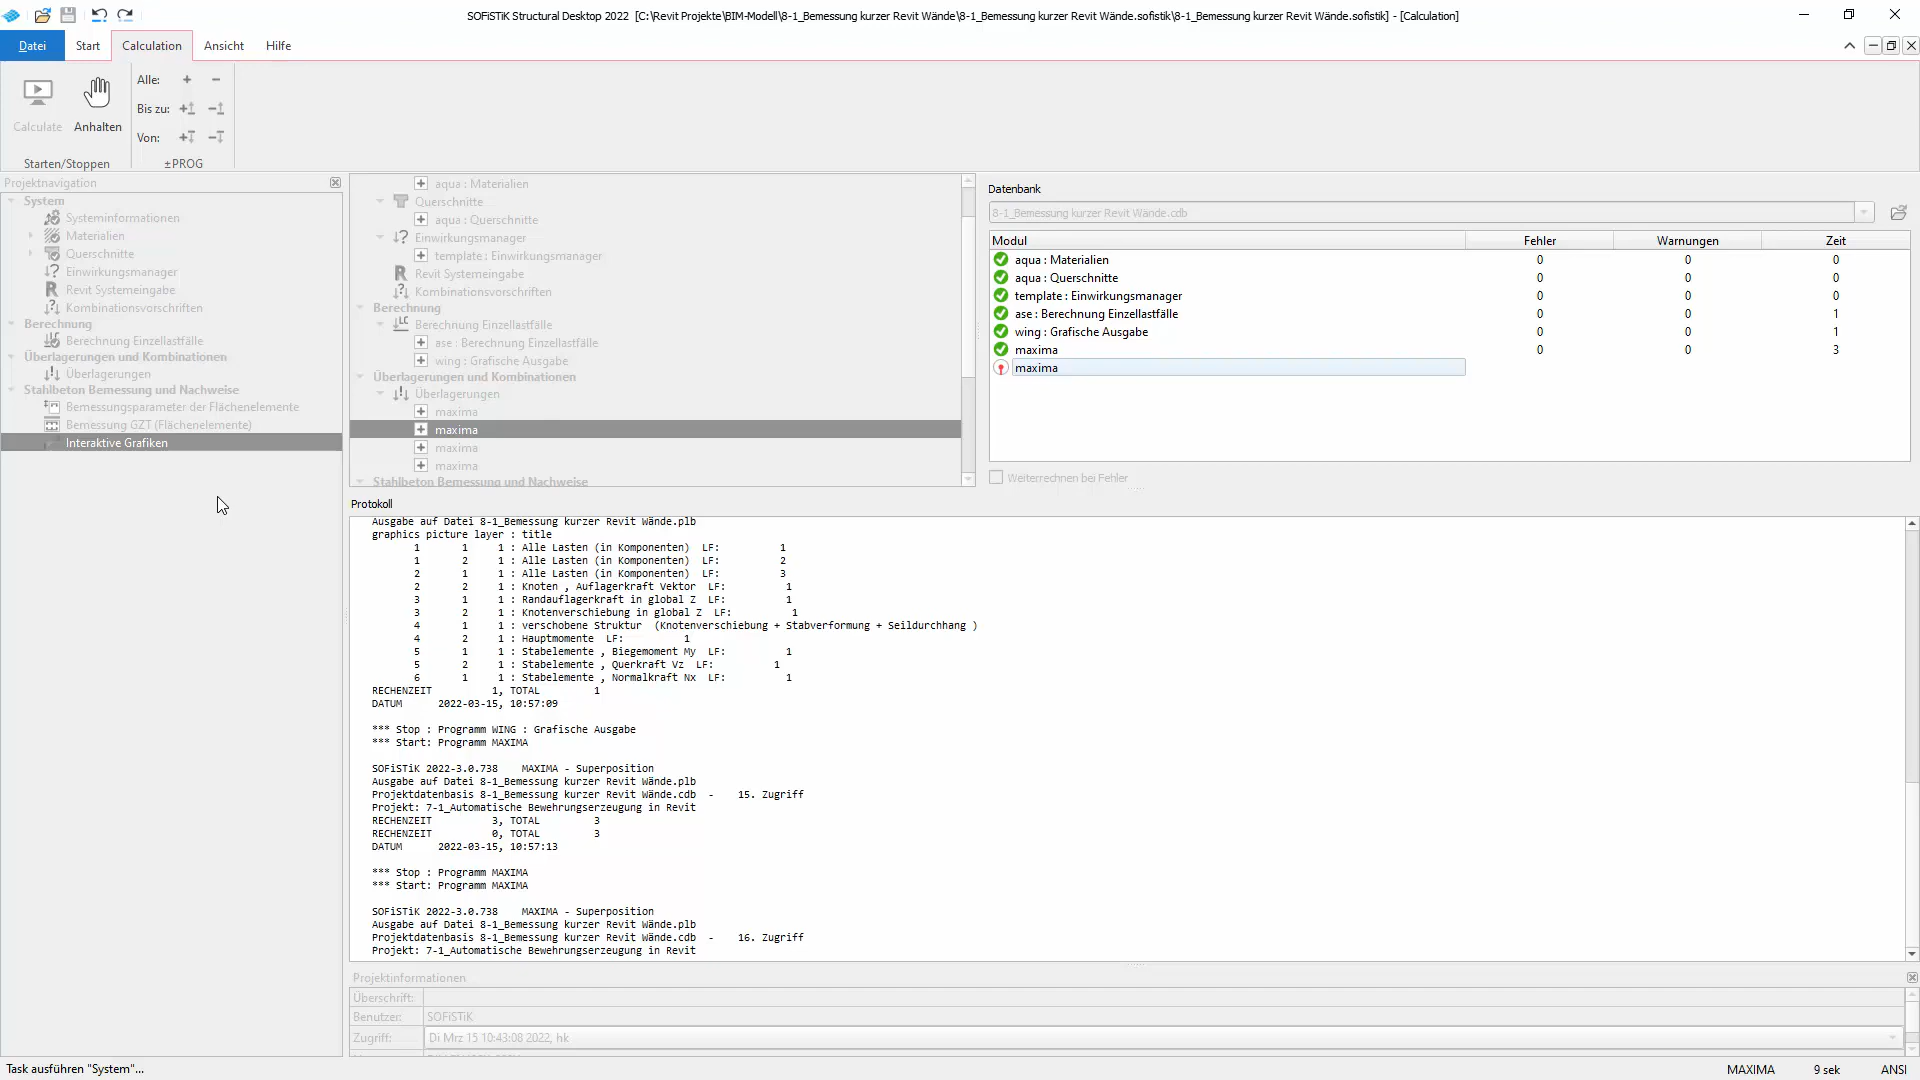 SOFiSTiK Structural Desktop 2022 [C:\Revit Projekte\BIM-Modell\8-1_Bemessung kurzer Revit Wände\8-1_Bemessung kurzer Revit Wände.sofistik\8-1_Bemessung kurzer Revit Wände.sofistik] - [Calculation]
Datei
Start
Calculation
Ansicht
Hilfe
Calculate
Anhalten
Starten/Stoppen
Alle:
Bis zu:
Von:
±PROG
Projektnavigation
System
Systeminformationen
Materialien
Querschnitte
Einwirkungsmanager
Revit Systemeingabe
Kombinationsvorschriften
Berechnung
Berechnung Einzellastfälle
Überlagerungen und Kombinationen
Überlagerungen
Stahlbeton Bemessung und Nachweise
Bemessungsparameter der Flächenelemente
Bemessung GZT (Flächenelemente)
Interaktive Grafiken
aqua : Materialien
Querschnitte
aqua : Querschnitte
Einwirkungsmanager
template : Einwirkungsmanager
Revit Systemeingabe
Kombinationsvorschriften
Berechnung
Berechnung Einzellastfälle
ase : Berechnung Einzellastfälle
wing : Grafische Ausgabe
Überlagerungen und Kombinationen
Überlagerungen
maxima
maxima
maxima
maxima
Stahlbeton Bemessung und Nachweise
Datenbank
8-1_Bemessung kurzer Revit Wände.cdb
Modul Fehler Warnungen Zeit
aqua : Materialien 0 0 0
aqua : Querschnitte 0 0 0
template : Einwirkungsmanager 0 0 0
ase : Berechnung Einzellastfälle 0 0 1
wing : Grafische Ausgabe 0 0 1
maxima 0 0 3
maxima
Weiterrechnen bei Fehler
Protokoll
Ausgabe auf Datei 8-1_Bemessung kurzer Revit Wände.plb
graphics picture layer : title
1 1 1 : Alle Lasten (in Komponenten) LF: 1
1 2 1 : Alle Lasten (in Komponenten) LF: 2
2 1 1 : Alle Lasten (in Komponenten) LF: 3
2 2 1 : Knoten , Auflagerkraft Vektor LF: 1
3 1 1 : Randauflagerkraft in global Z LF: 1
3 2 1 : Knotenverschiebung in global Z LF: 1
4 1 1 : verschobene Struktur (Knotenverschiebung + Stabverformung + Seildurchhang )
4 2 1 : Hauptmomente LF: 1
5 1 1 : Stabelemente , Biegemoment My LF: 1
5 2 1 : Stabelemente , Querkraft Vz LF: 1
6 1 1 : Stabelemente , Normalkraft Nx LF: 1
RECHENZEIT 1, TOTAL 1
DATUM 2022-03-15, 10:57:09
*** Stop : Programm WING : Grafische Ausgabe
*** Start: Programm MAXIMA
SOFiSTiK 2022-3.0.738 MAXIMA - Superposition
Ausgabe auf Datei 8-1_Bemessung kurzer Revit Wände.plb
Projektdatenbasis 8-1_Bemessung kurzer Revit Wände.cdb - 15. Zugriff
Projekt: 7-1_Automatische Bewehrungserzeugung in Revit
RECHENZEIT 3, TOTAL 3
RECHENZEIT 0, TOTAL 3
DATUM 2022-03-15, 10:57:13
*** Stop : Programm MAXIMA
*** Start: Programm MAXIMA
SOFiSTiK 2022-3.0.738 MAXIMA - Superposition
Ausgabe auf Datei 8-1_Bemessung kurzer Revit Wände.plb
Projektdatenbasis 8-1_Bemessung kurzer Revit Wände.cdb - 16. Zugriff
Projekt: 7-1_Automatische Bewehrungserzeugung in Revit
Projektinformationen
Überschrift:
Benutzer: SOFiSTiK
Zugriff: Di Mrz 15 10:43:08 2022, hk
Task ausführen "System"...
MAXIMA
9 sek
ANSI